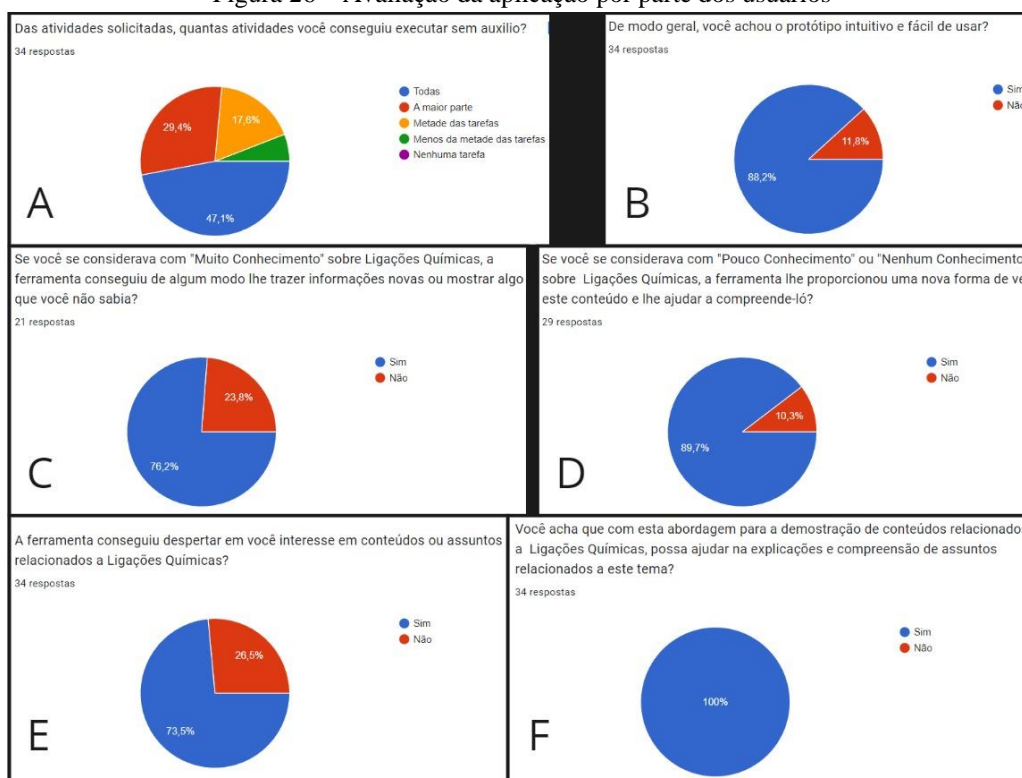 Figura 26 – Avaliação da aplicação por parte dos usuários
Das atividades solicitadas, quantas atividades você conseguiu executar sem auxilio?
34 respostas
Todas
A maior parte
Metade das tarefas
Menos da metade das tarefas
Nenhuma tarefa
29,4%
17,6%
47,1%
A
De modo geral, você achou o protótipo intuitivo e fácil de usar?
34 respostas
Sim
Não
11,8%
88,2%
B
Se você se considerava com "Muito Conhecimento" sobre Ligações Químicas, a
ferramenta conseguiu de algum modo lhe trazer informações novas ou mostrar algo
que você não sabia?
21 respostas
Sim
Não
23,8%
76,2%
C
Se você se considerava com "Pouco Conhecimento" ou "Nenhum Conhecimento
sobre Ligações Químicas, a ferramenta lhe proporcionou uma nova forma de ve
este conteúdo e lhe ajudar a compreende-ló?
29 respostas
Sim
Não
10,3%
89,7%
D
A ferramenta conseguiu despertar em você interesse em conteúdos ou assuntos
relacionados a Ligações Químicas?
34 respostas
Sim
Não
26,5%
73,5%
E
Você acha que com esta abordagem para a demostração de conteúdos relacionado
a Ligações Químicas, possa ajudar na explicações e compreensão de assuntos
relacionados a este tema?
34 respostas
Sim
Não
100%
F